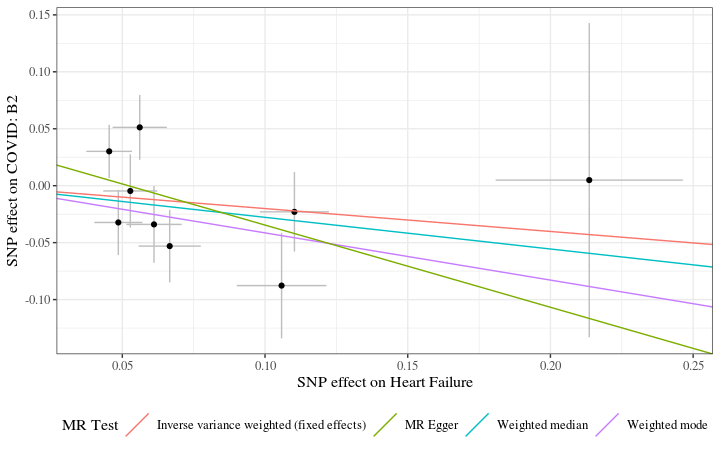 0.15
0.10
0.05
0.00
-0.05
-0.10
SNP effect on COVID: B2
0.05 0.10 0.15 0.20 0.25
SNP effect on Heart Failure
MR Test Inverse variance weighted (fixed effects) MR Egger Weighted median Weighted mode